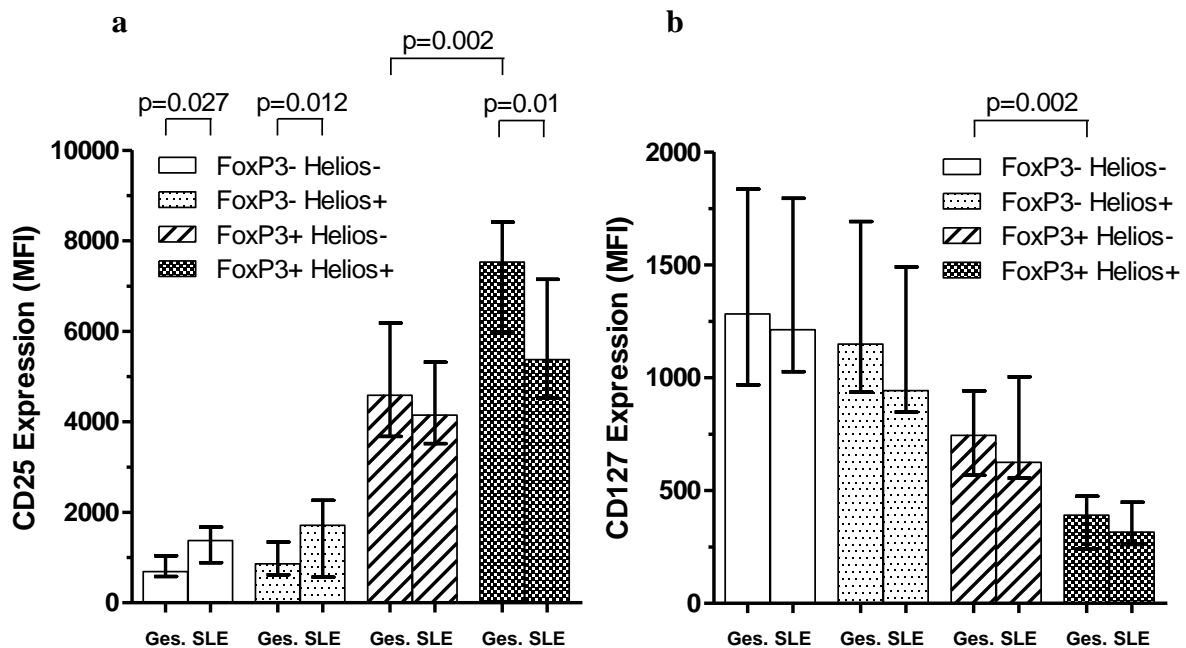 a
p=0.002
p=0.027
p=0.012
p=0.01
CD25 Expression (MFI)
10000
8000
6000
4000
2000
0
FoxP3- Helios-
FoxP3- Helios+
FoxP3+ Helios-
FoxP3+ Helios+
Ges. SLE Ges. SLE Ges. SLE Ges. SLE
b
p=0.002
CD127 Expression (MFI)
2000
1500
1000
500
0
FoxP3- Helios-
FoxP3- Helios+
FoxP3+ Helios-
FoxP3+ Helios+
Ges. SLE Ges. SLE Ges. SLE Ges. SLE